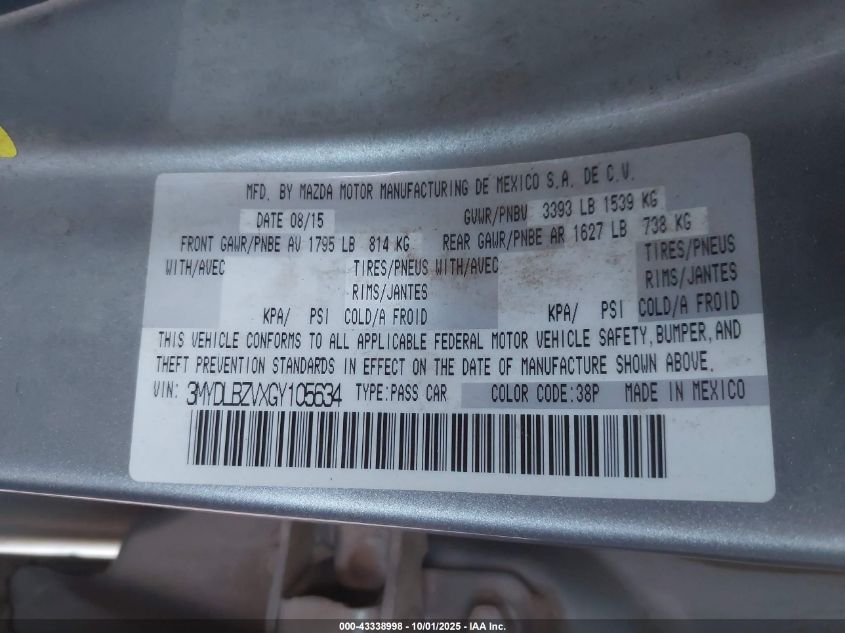 MFD. BY MAZDA MOTOR MANUFACTURING DE MEXICO S.A. DE C.V.
DATE 08/15 GVWR/PNBV 3393 LB 1539 KG
FRONT GAWR/PNBE AV 1795 LB 814 KG REAR GAWR/PNBE AR 1627 LB 738 KG
WITH/AVEC TIRES/PNEUS WITH/AVEC TIRES/PNEUS
RIMS/JANTES RIMS/JANTES
KPA/ PSI COLD/A FROID KPA/ PSI COLD/A FROID
THIS VEHICLE CONFORMS TO ALL APPLICABLE FEDERAL MOTOR VEHICLE SAFETY, BUMPER, AND
THEFT PREVENTION STANDARDS IN EFFECT ON THE DATE OF MANUFACTURE SHOWN ABOVE.
VIN: 3MYDLBZVXGY105634 TYPE:PASS CAR COLOR CODE:38P MADE IN MEXICO
000-43338998 - 10/01/2025 - IAA Inc.